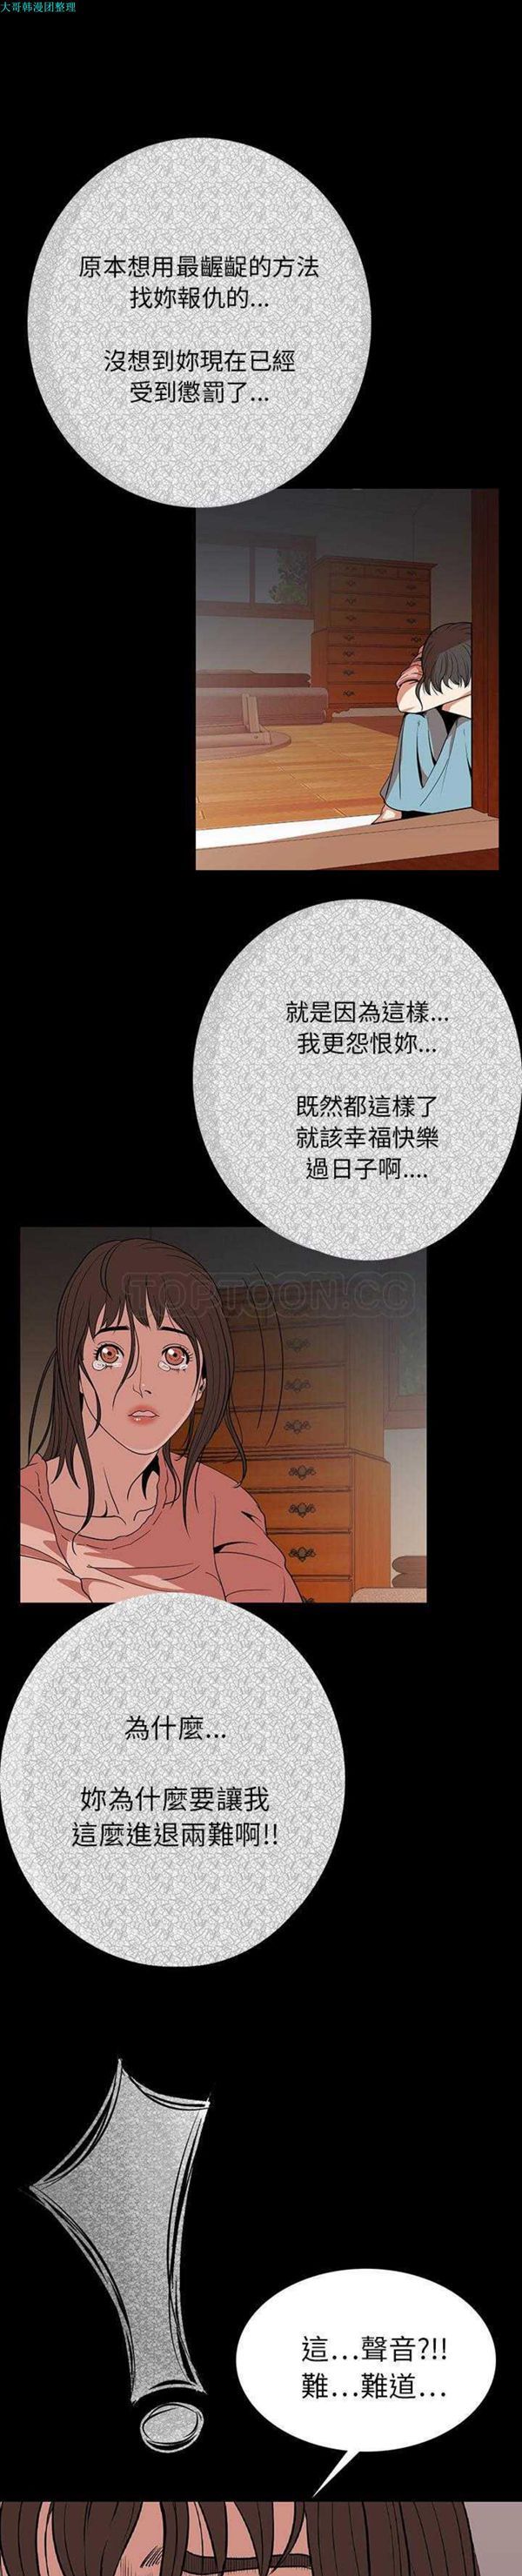 大哥韩漫团整理
原本想用最齷齪的方法
找妳報仇的...
沒想到妳現在已經
受到懲罰了...
就是因為這樣...
我更怨恨妳...
既然都這樣了
就該幸福快樂
過日子啊....
TOPTOON.CC
為什麼...
妳為什麼要讓我
這麼進退兩難啊!!
這...聲音?!!
難...難道...